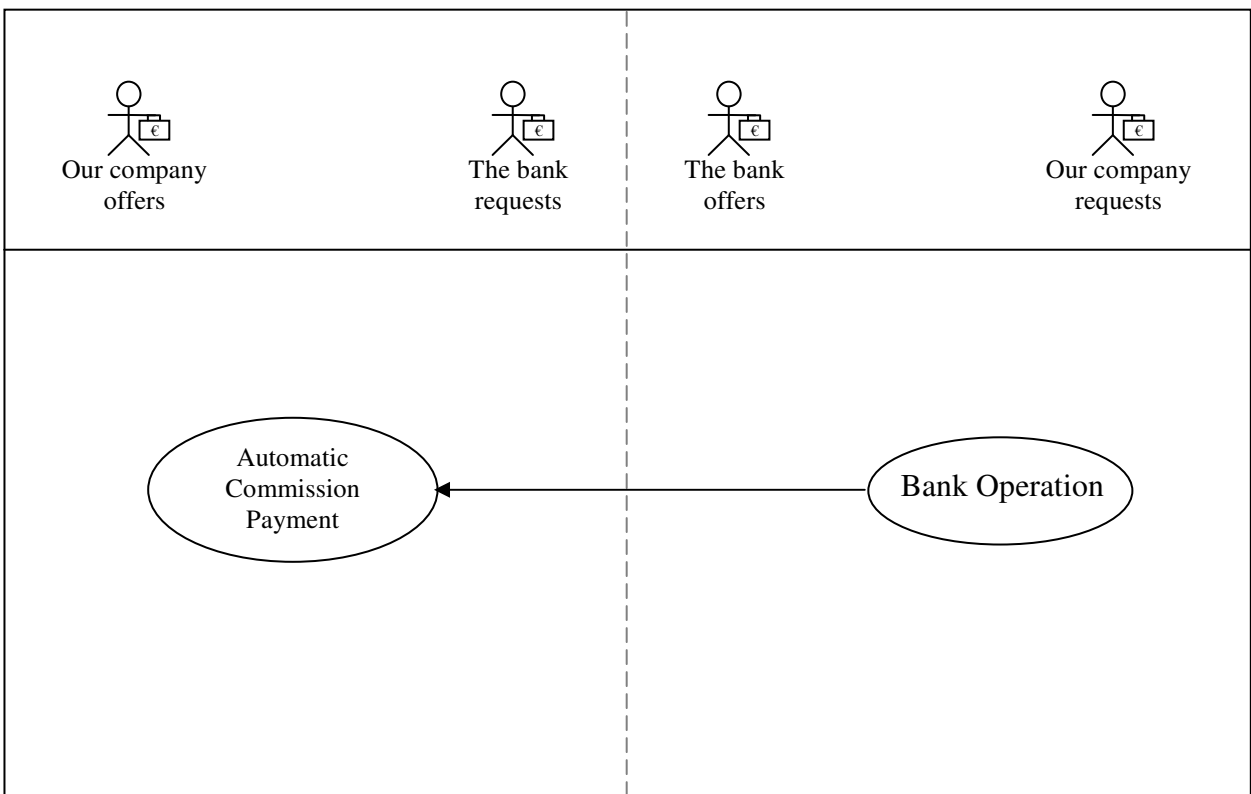 €
€
€
€
Our company
offers
The bank
requests
The bank
offers
Our company
requests
Automatic
Commission
Payment
Bank Operation